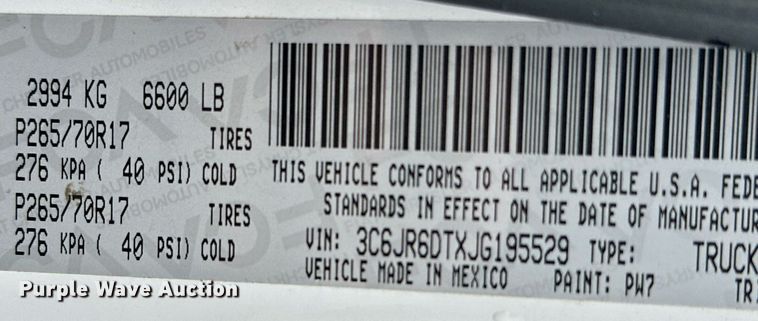 2994 KG 6600 LB
P265/70R17 TIRES
276 KPA ( 40 PSI) COLD
P265/70R17 TIRES
276 KPA ( 40 PSI) COLD
THIS VEHICLE CONFORMS TO ALL APPLICABLE U.S.A. FEDE
STANDARDS IN EFFECT ON THE DATE OF MANUFACTUR
VIN: 3C6JR6DTXJG195529 TYPE: TRUCK
VEHICLE MADE IN MEXICO PAINT: PW7
TR
Purple Wave Auction